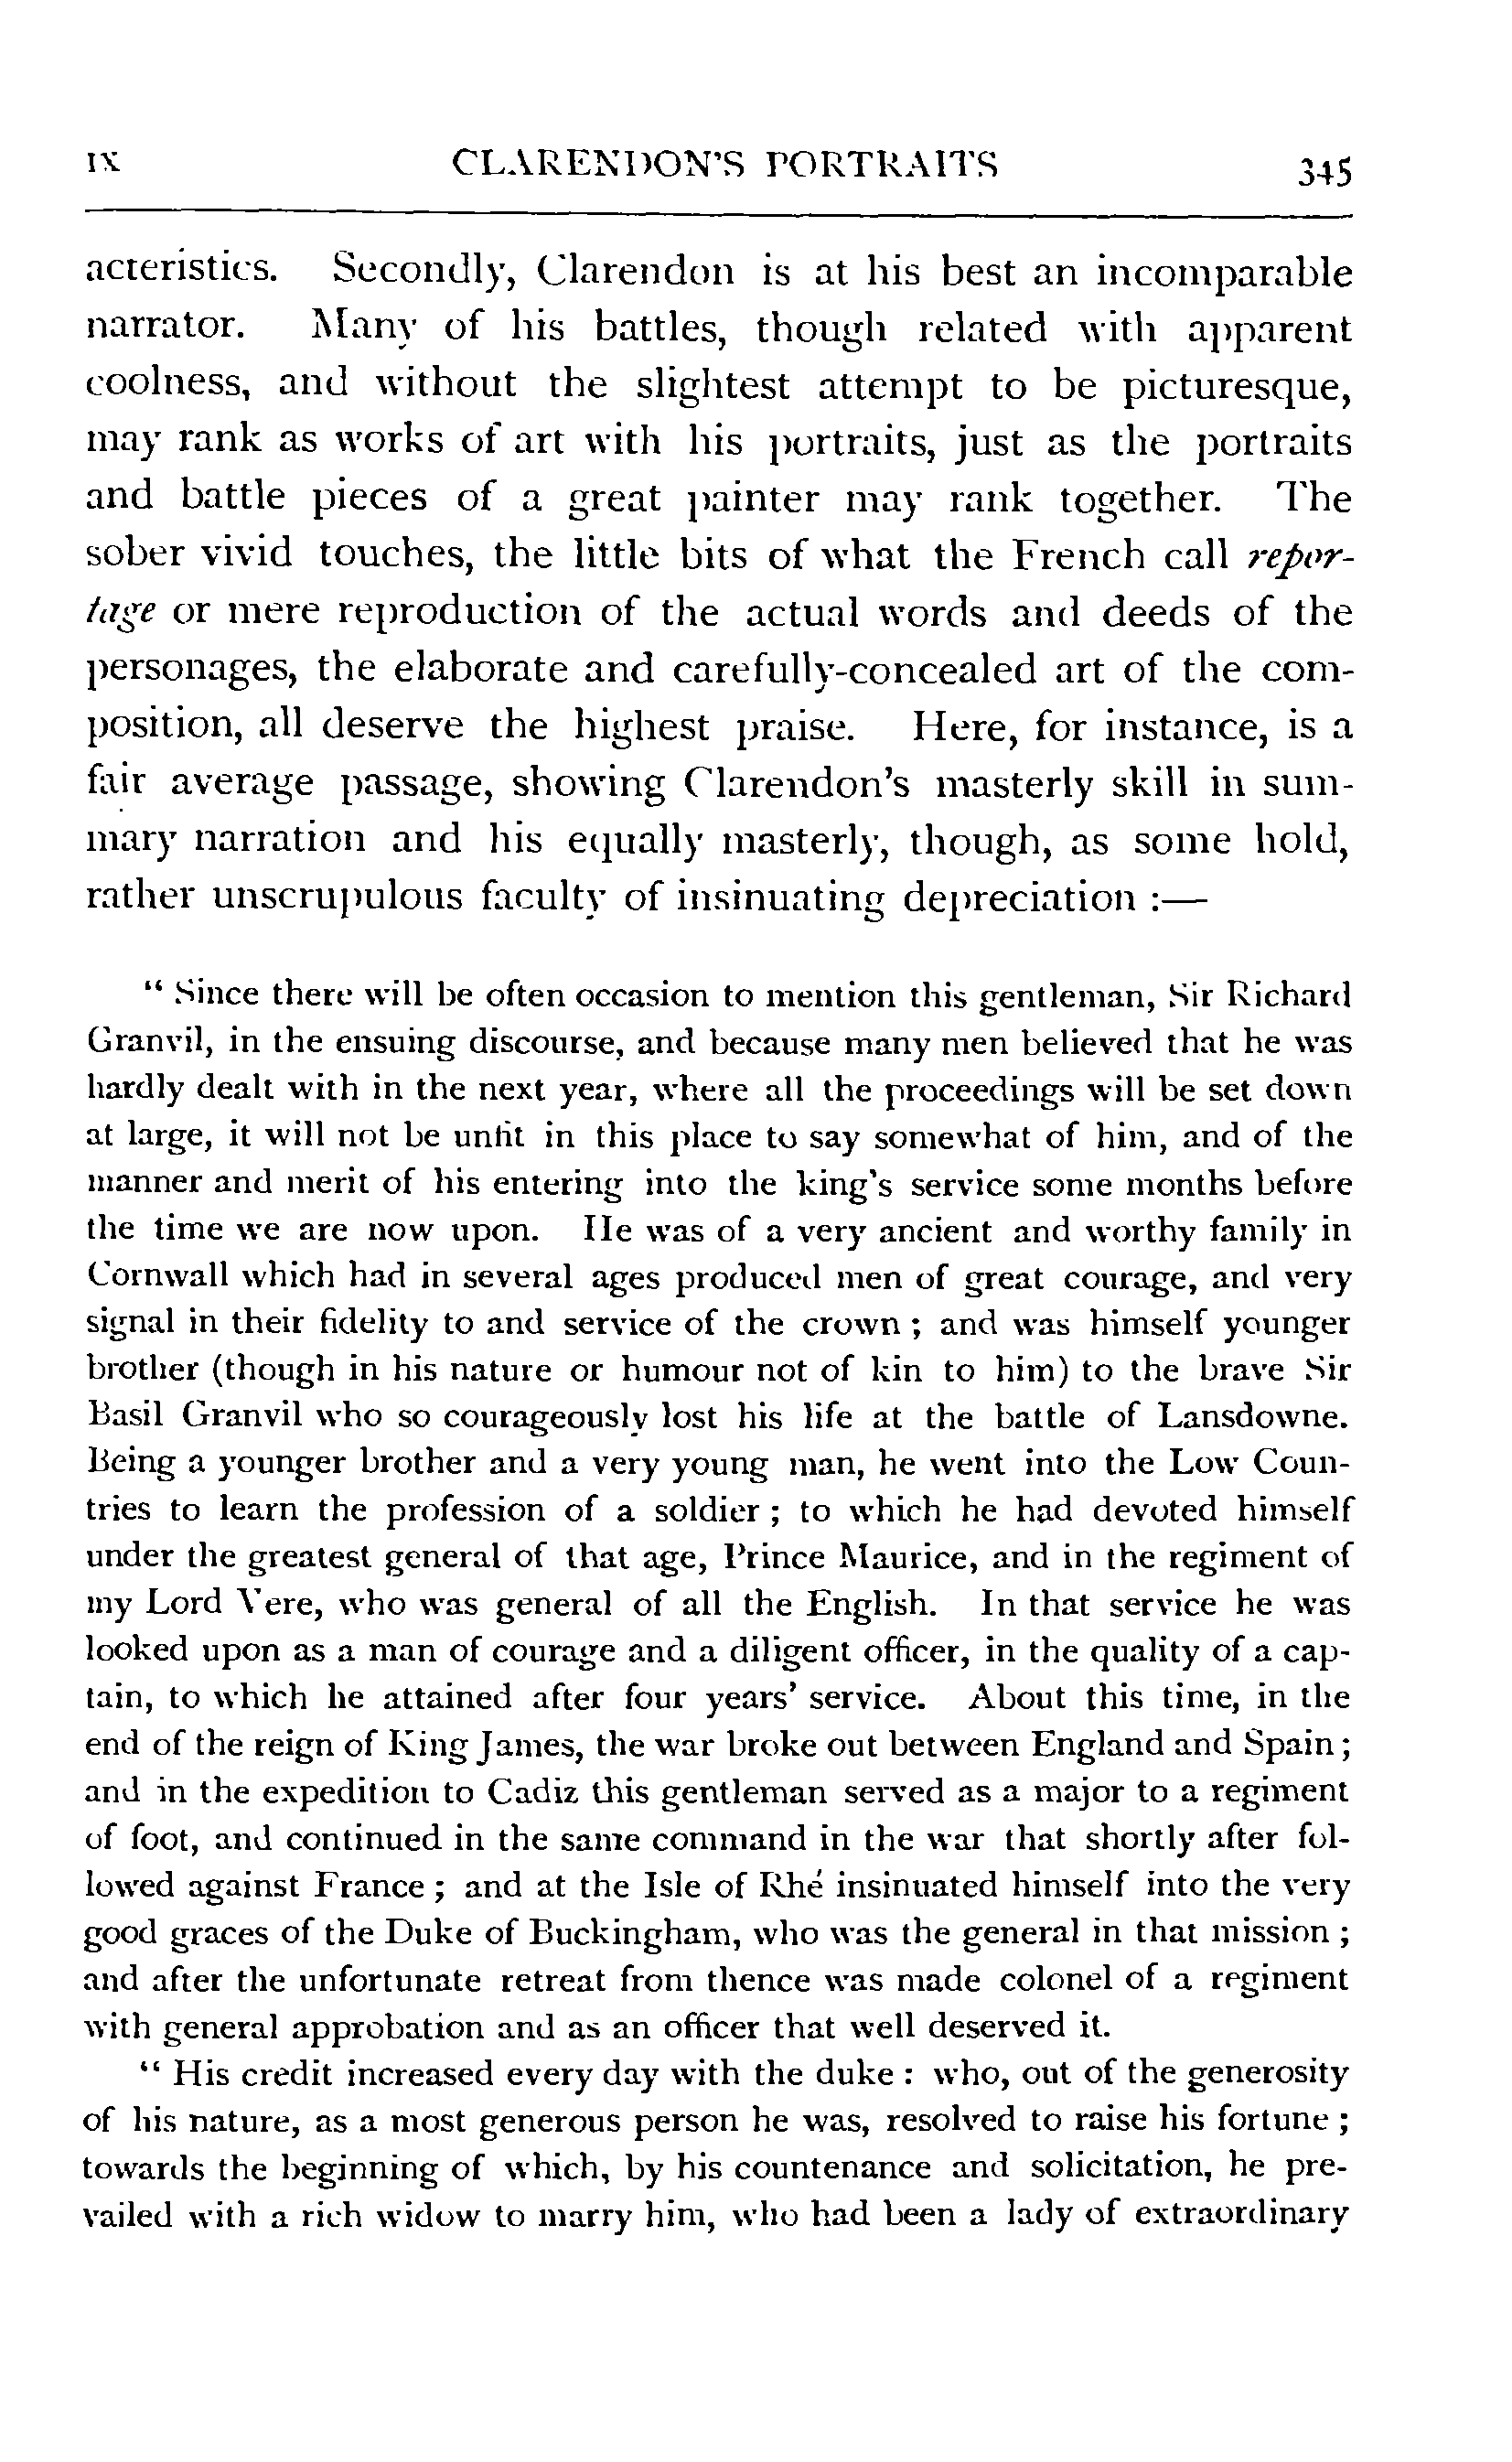 IX CLARENDON'S PORTRAITS 345
acteristics. Secondly, Clarendon is at his best an incomparable
narrator. Many of his battles, though related with apparent
coolness, and without the slightest attempt to be picturesque,
may rank as works of art with his portraits, just as the portraits
and battle pieces of a great painter may rank together. The
sober vivid touches, the little bits of what the French call repor-
tage or mere reproduction of the actual words and deeds of the
personages, the elaborate and carefully-concealed art of the com-
position, all deserve the highest praise. Here, for instance, is a
fair average passage, showing Clarendon's masterly skill in sum-
mary narration and his equally masterly, though, as some hold,
rather unscrupulous faculty of insinuating depreciation :—
“ Since there will be often occasion to mention this gentleman, Sir Richard
Granvil, in the ensuing discourse, and because many men believed that he was
hardly dealt with in the next year, where all the proceedings will be set down
at large, it will not be unfit in this place to say somewhat of him, and of the
manner and merit of his entering into the king's service some months before
the time we are now upon. He was of a very ancient and worthy family in
Cornwall which had in several ages produced men of great courage, and very
signal in their fidelity to and service of the crown ; and was himself younger
brother (though in his nature or humour not of kin to him) to the brave Sir
Basil Granvil who so courageously lost his life at the battle of Lansdowne.
Being a younger brother and a very young man, he went into the Low Coun-
tries to learn the profession of a soldier ; to which he had devoted himself
under the greatest general of that age, Prince Maurice, and in the regiment of
my Lord Vere, who was general of all the English. In that service he was
looked upon as a man of courage and a diligent officer, in the quality of a cap-
tain, to which he attained after four years' service. About this time, in the
end of the reign of King James, the war broke out between England and Spain ;
and in the expedition to Cadiz this gentleman served as a major to a regiment
of foot, and continued in the same command in the war that shortly after fol-
lowed against France ; and at the Isle of Rhé insinuated himself into the very
good graces of the Duke of Buckingham, who was the general in that mission ;
and after the unfortunate retreat from thence was made colonel of a regiment
with general approbation and as an officer that well deserved it.
“ His credit increased every day with the duke : who, out of the generosity
of his nature, as a most generous person he was, resolved to raise his fortune ;
towards the beginning of which, by his countenance and solicitation, he pre-
vailed with a rich widow to marry him, who had been a lady of extraordinary